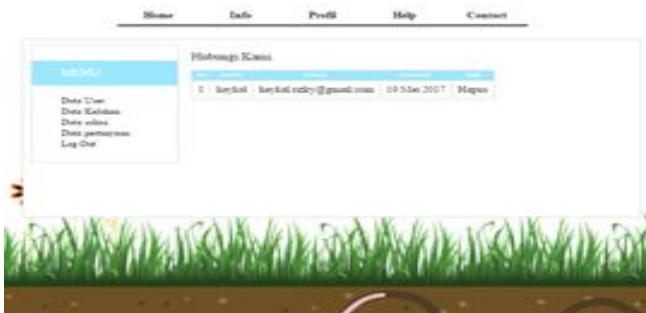 Home Info Profil Help Contact
Hubungi Kami
MENU
1 haykal haykal.rizky@gmail.com 19 Mei 2017 Hapus
Data User
Data Keluhan
Data solusi
Data pertanyaan
Log Out